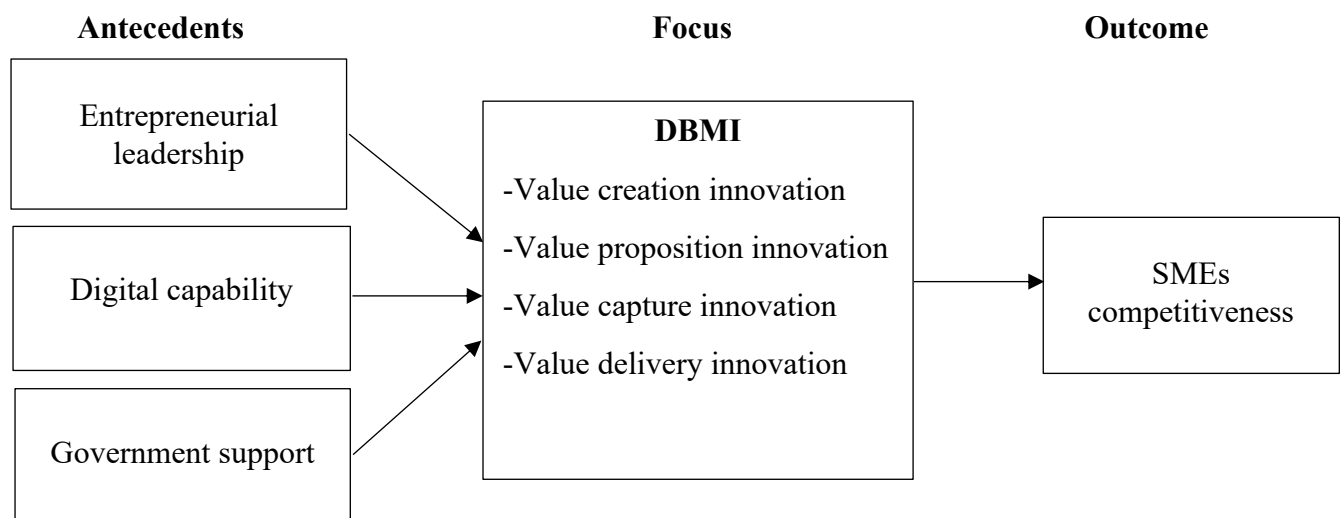 Antecedents
Focus
Outcome
Entrepreneurial
leadership
Digital capability
Government support
DBMI
-Value creation innovation
-Value proposition innovation
-Value capture innovation
-Value delivery innovation
SMEs
competitiveness